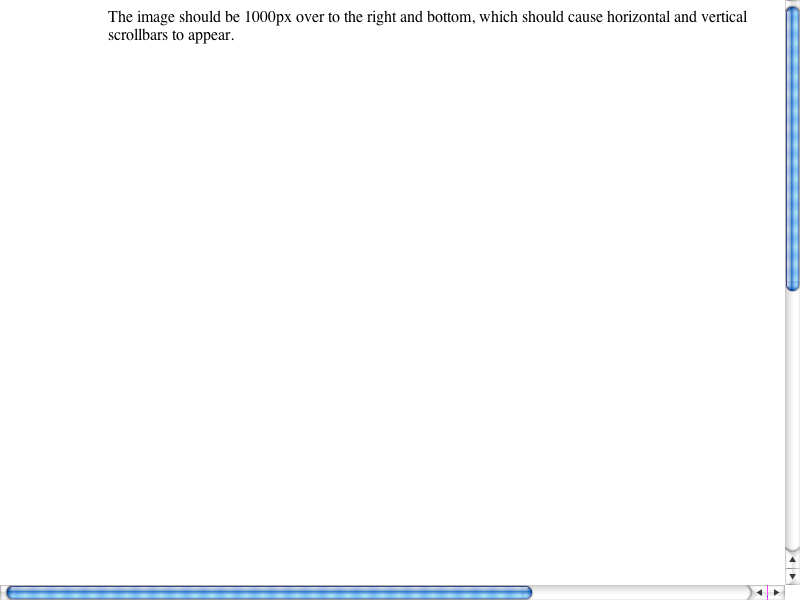 The image should be 1000px over to the right and bottom, which should cause horizontal and vertical
scrollbars to appear.